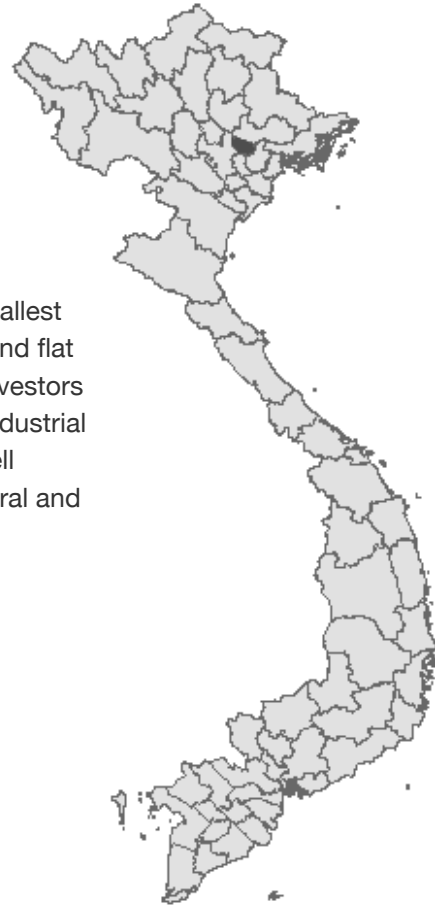 allest
nd flat
vestors
dustrial
ell
ral and